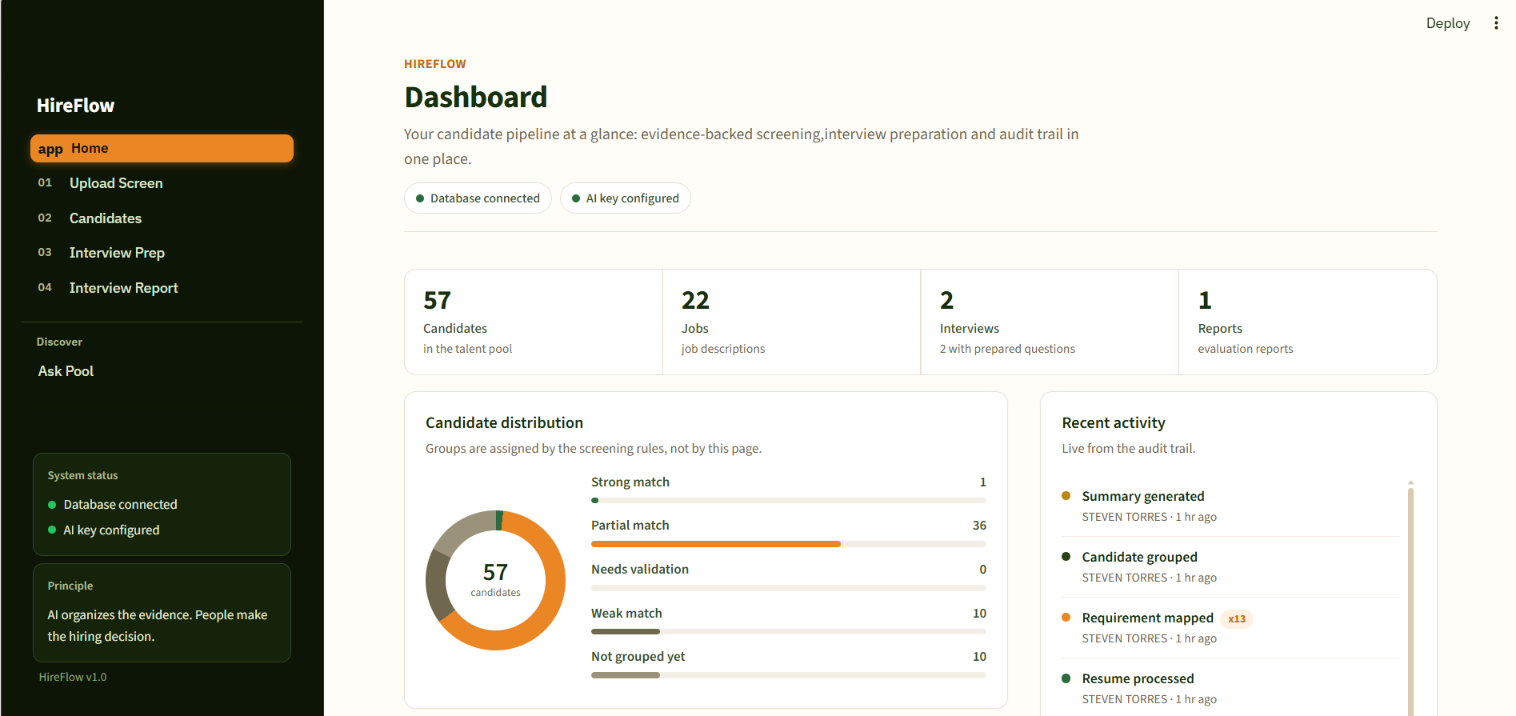 Deploy
HireFlow
app Home
01 Upload Screen
02 Candidates
03 Interview Prep
04 Interview Report
Discover
Ask Pool
System status
Database connected
AI key configured
Principle
AI organizes the evidence. People make
the hiring decision.
HireFlow v1.0
HIREFLOW
Dashboard
Your candidate pipeline at a glance: evidence-backed screening,interview preparation and audit trail in
one place.
Database connected
AI key configured
57
Candidates
in the talent pool
22
Jobs
job descriptions
2
Interviews
2 with prepared questions
1
Reports
evaluation reports
Candidate distribution
Groups are assigned by the screening rules, not by this page.
57
candidates
Strong match 1
Partial match 36
Needs validation 0
Weak match 10
Not grouped yet 10
Recent activity
Live from the audit trail.
Summary generated
STEVEN TORRES · 1 hr ago
Candidate grouped
STEVEN TORRES · 1 hr ago
Requirement mapped x13
STEVEN TORRES · 1 hr ago
Resume processed
STEVEN TORRES · 1 hr ago